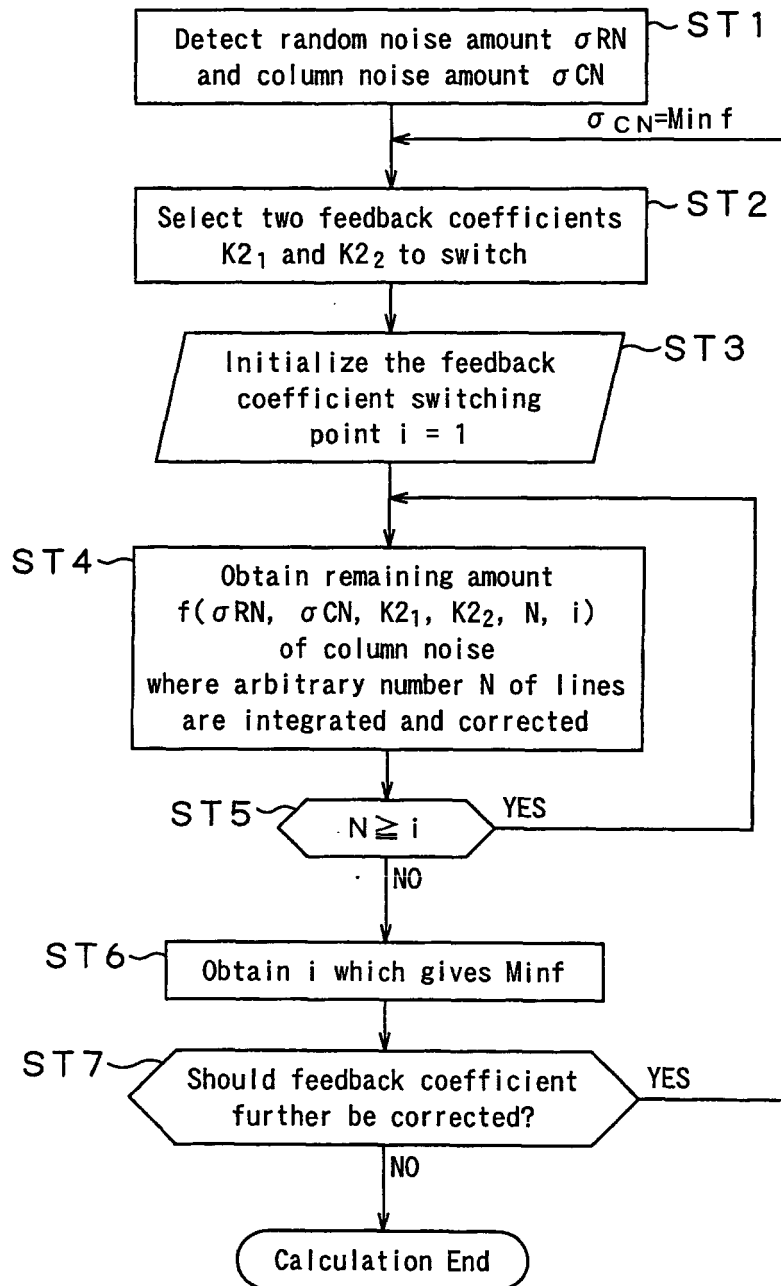 Detect random noise amount σRN
and column noise amount σCN
ST1
σCN=Min f
Select two feedback coefficients
K2₁ and K2₂ to switch
ST2
Initialize the feedback
coefficient switching
point i = 1
ST3
ST4
Obtain remaining amount
f(σRN, σCN, K2₁, K2₂, N, i)
of column noise
where arbitrary number N of lines
are integrated and corrected
ST5
N ≧ i
YES
NO
ST6
Obtain i which gives Minf
ST7
Should feedback coefficient
further be corrected?
YES
NO
Calculation End